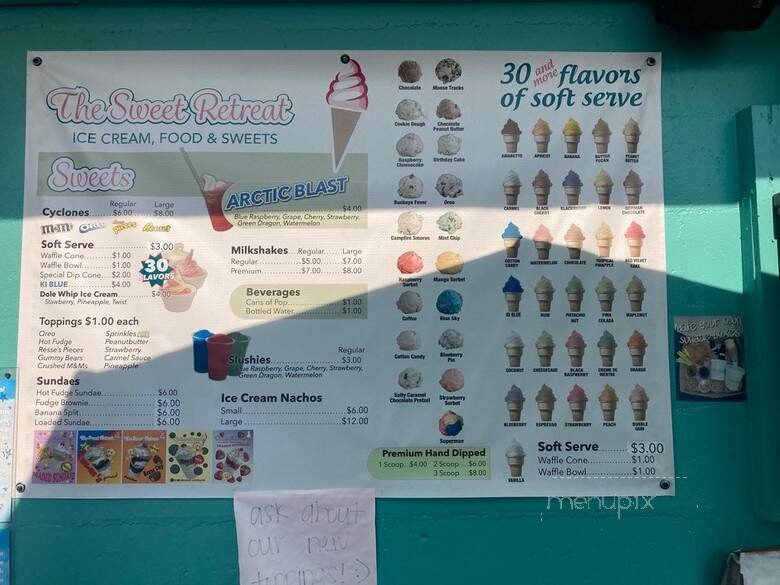 The Sweet Retreat
ICE CREAM, FOOD & SWEETS
Sweets
Regular Large
Cyclones $6.00 $8.00
m&m OREO
Soft Serve $3.00
Waffle Cone $1.00
Waffle Bowl $1.00
Special Dip Cone $2.00
KI BLUE $4.00
Dole Whip Ice Cream $4.00
Stawberry, Pineapple, Twist
30
FLAVORS
Toppings $1.00 each
Oreo Sprinkles
Hot Fudge Peanutbutter
Resse's Pieces Strawberry
Gummy Bears Carmel Sauce
Crushed M&Ms Pineapple
Sundaes
Hot Fudge Sundae $6.00
Fudge Brownie $6.00
Banana Split $6.00
Loaded Sundae $6.00
ARCTIC BLAST
$4.00
Blue Raspberry, Grape, Cherry, Strawberry,
Green Dragon, Watermelon
Milkshakes Regular Large
Regular $5.00 $7.00
Premium $7.00 $8.00
Beverages
Cans of Pop $1.00
Bottled Water $1.00
Regular
Slushies $3.00
Blue Raspberry, Grape, Cherry, Strawberry,
Green Dragon, Watermelon
Ice Cream Nachos
Small $6.00
Large $12.00
Chocolate Moose Tracks
Cookie Dough Chocolate Peanut Butter
Raspberry Cheesecake Birthday Cake
Buckeye Fever Oreo
Campfire Smores Mint Chip
Raspberry Sorbet Mango Sorbet
Coffee Blue Sky
Cotton Candy Blueberry Pie
Salty Caramel Chocolate Pretzel Strawberry Sorbet
Superman
Premium Hand Dipped
1 Scoop $4.00 2 Scoop $6.00
3 Scoop $8.00
30 and more flavors
of soft serve
AMARETTO APRICOT BANANA BUTTER PECAN PEANUT BUTTER
CARMEL BLACK CHERRY BLACKBERRY LEMON GERMAN CHOCOLATE
COTTON CANDY WATERMELON CHOCOLATE TROPICAL PINEAPPLE RED VELVET CAKE
KI BLUE RUM PISTACHIO NUT PINA COLADA MAPLENUT
COCONUT CHEESECAKE BLACK RASPBERRY CREME DE MENTHE ORANGE
BLUEBERRY ESPRESSO STRAWBERRY PEACH BUBBLE GUM
VANILLA
Soft Serve $3.00
Waffle Cone $1.00
Waffle Bowl $1.00
menupix
ask about
our new
toppings! :)